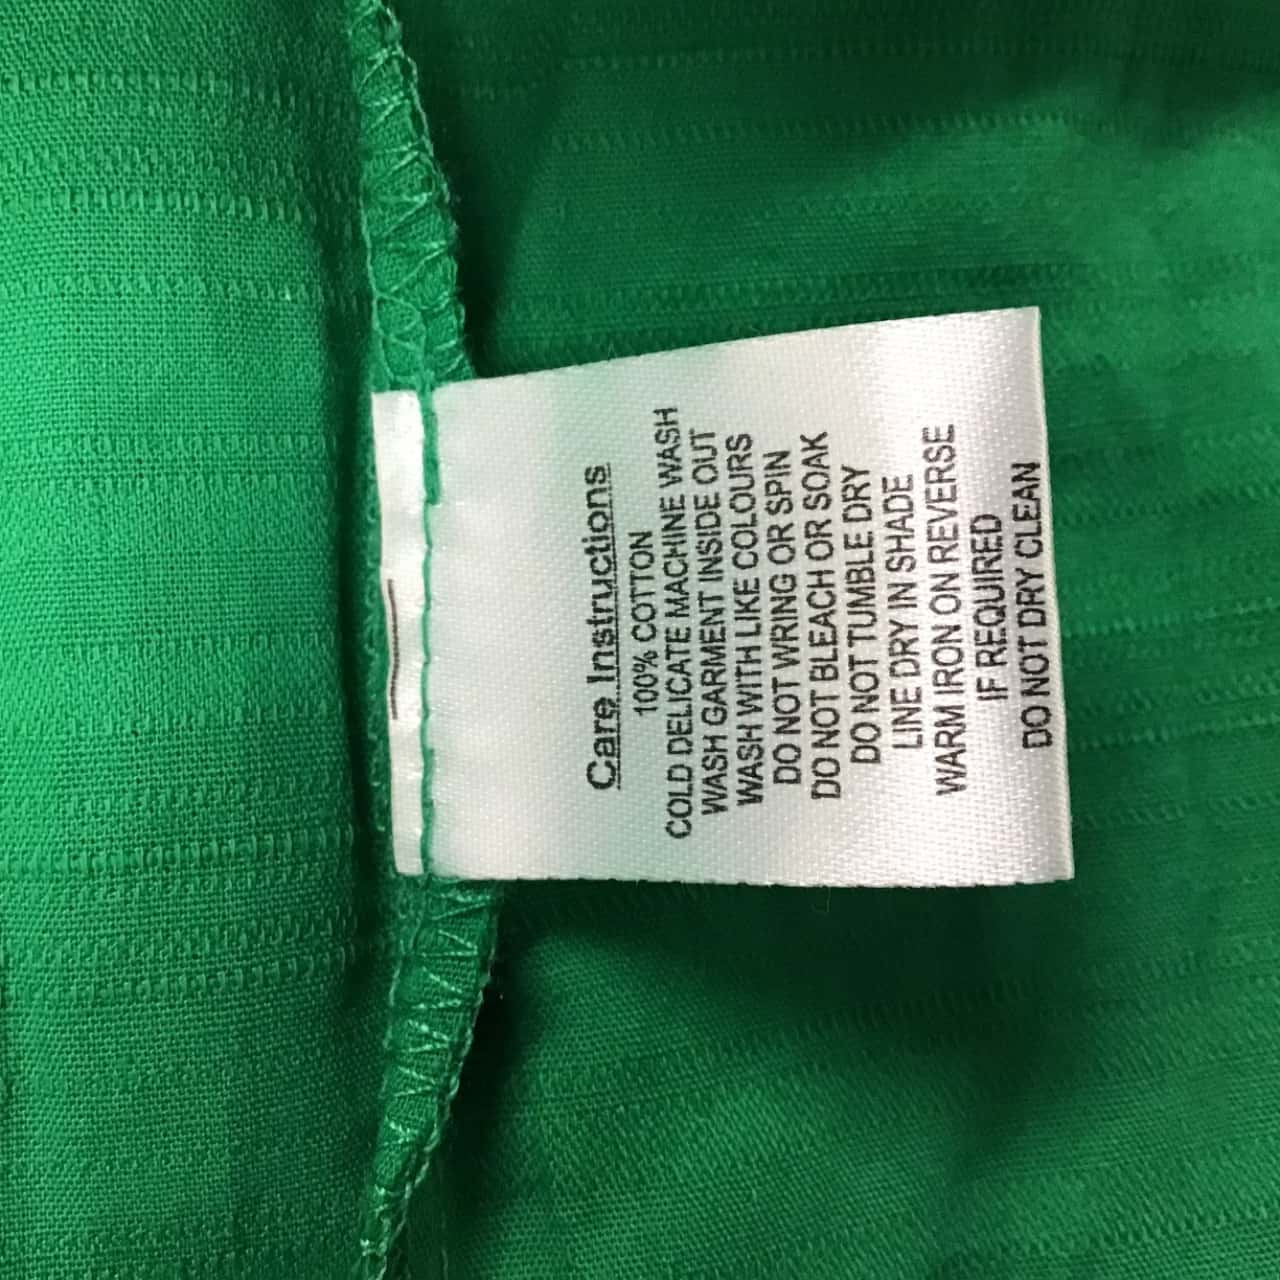 Care Instructions
100% COTTON
COLD DELICATE MACHINE WASH
WASH GARMENT INSIDE OUT
WASH WITH LIKE COLOURS
DO NOT WRING OR SPIN
DO NOT BLEACH OR SOAK
DO NOT TUMBLE DRY
LINE DRY IN SHADE
WARM IRON ON REVERSE
IF REQUIRED
DO NOT DRY CLEAN